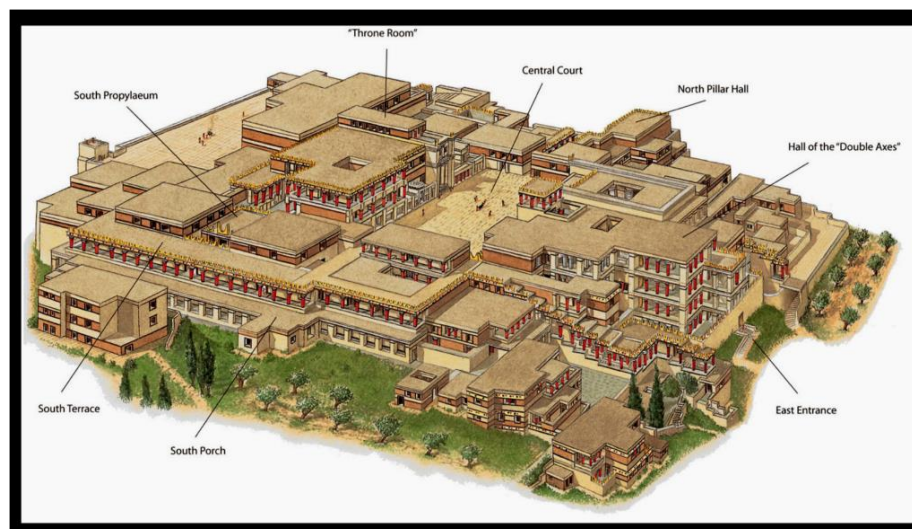 "Throne Room"
Central Court
South Propylaeum
North Pillar Hall
Hall of the "Double Axes"
South Terrace
East Entrance
South Porch